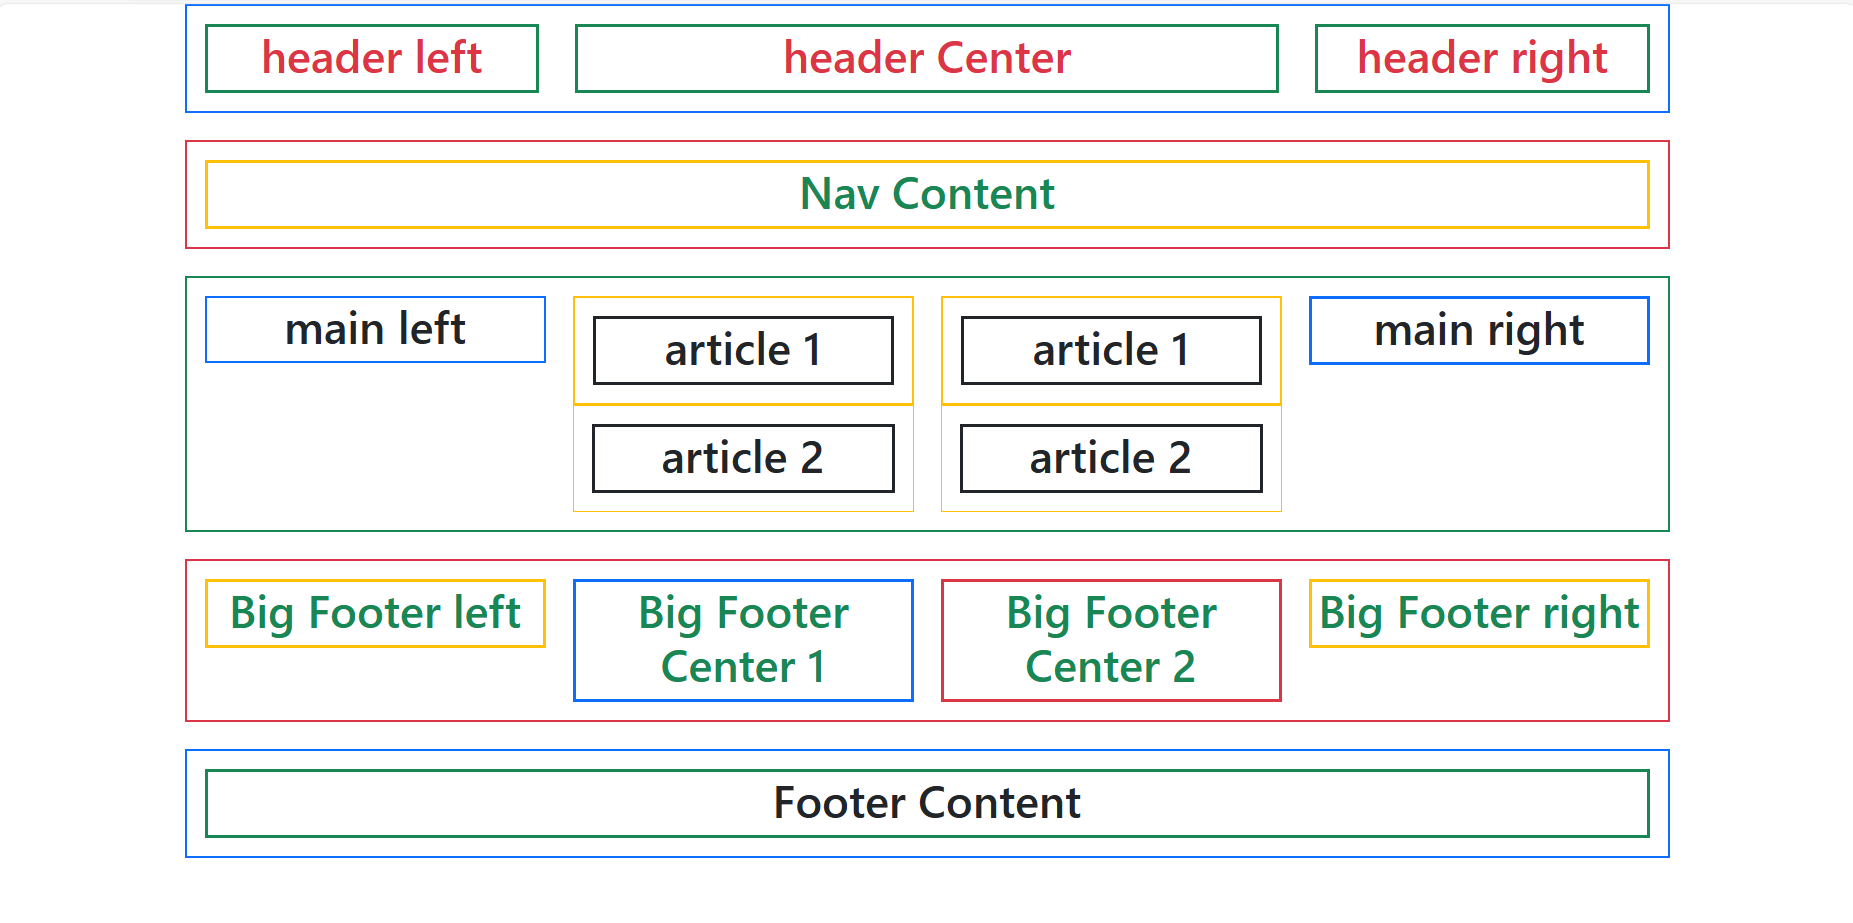 header left
header Center
header right
Nav Content
main left
article 1
article 2
article 1
article 2
main right
Big Footer left
Big Footer
Center 1
Big Footer
Center 2
Big Footer right
Footer Content